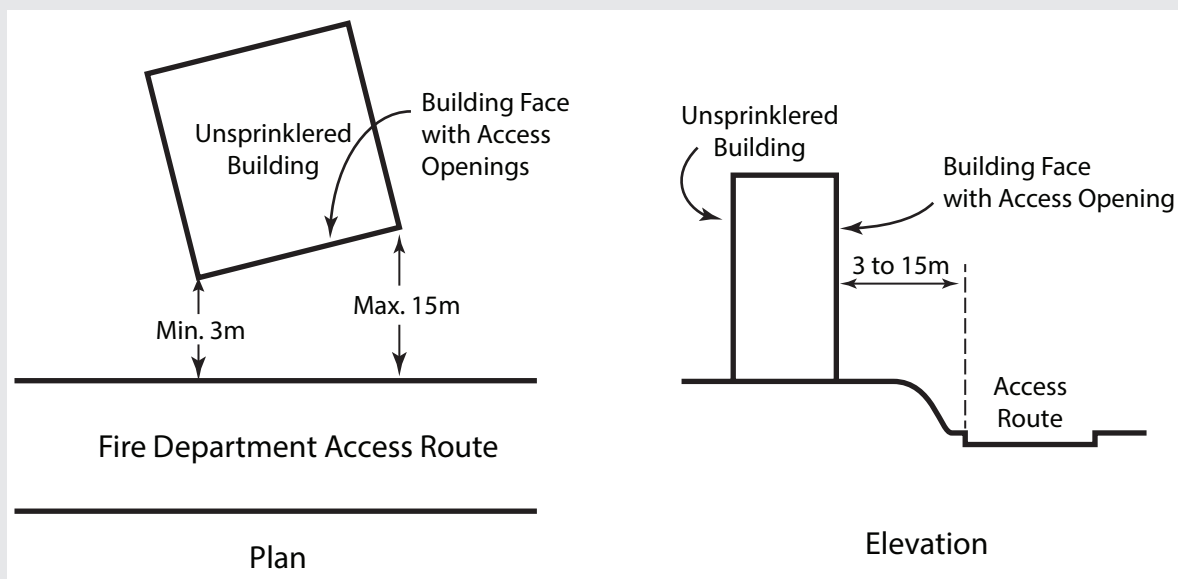 Unsprinklered
Building
Building Face
with Access
Openings
Min. 3m
Max. 15m
Fire Department Access Route
Plan
Unsprinklered
Building
Building Face
with Access Opening
3 to 15m
Access
Route
Elevation